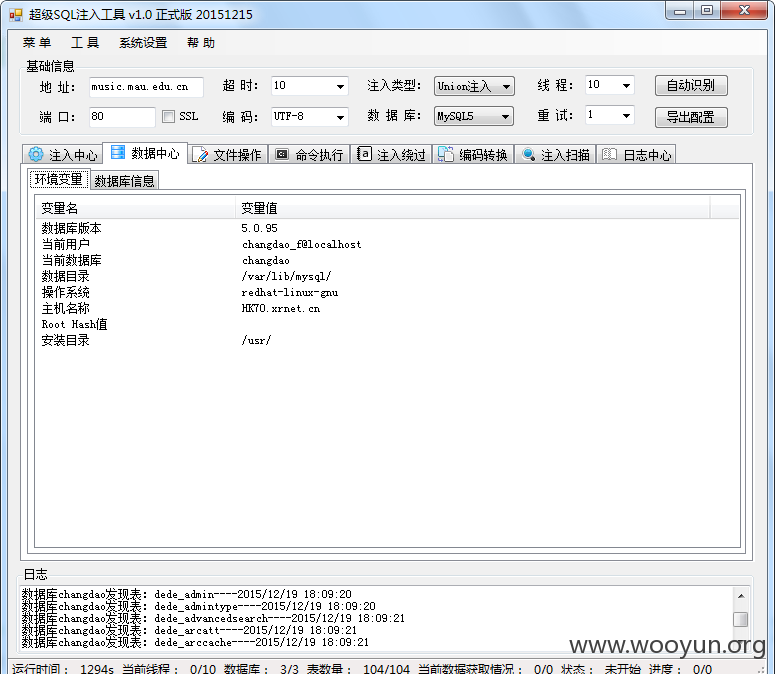 超级SQL注入工具 v1.0 正式版 20151215
菜 单 工 具 系统设置 帮 助
基础信息
地 址: music.mau.edu.cn 超 时: 10 注入类型: Union注入 线 程: 10 自动识别
端 口: 80 SSL 编 码: UTF-8 数 据 库: MySQL5 重 试: 1 导出配置
注入中心 数据中心 文件操作 命令执行 注入绕过 编码转换 注入扫描 日志中心
环境变量 数据库信息
变量名 变量值
数据库版本 5.0.95
当前用户 changdao_f@localhost
当前数据库 changdao
数据目录 /var/lib/mysql/
操作系统 redhat-linux-gnu
主机名称 HK70.xrnet.cn
Root Hash值
安装目录 /usr/
日志
数据库changdao发现表: dede_admin----2015/12/19 18:09:20
数据库changdao发现表: dede_admintype----2015/12/19 18:09:20
数据库changdao发现表: dede_advancedsearch----2015/12/19 18:09:21
数据库changdao发现表: dede_arcatt----2015/12/19 18:09:21
数据库changdao发现表: dede_arccache----2015/12/19 18:09:21
www.wooyun.org
运行时间: 1294s 当前线程: 0/10 数据库: 3/3 表数量: 104/104 当前数据获取情况: 0/0 状态: 未开始 进度: 0/0